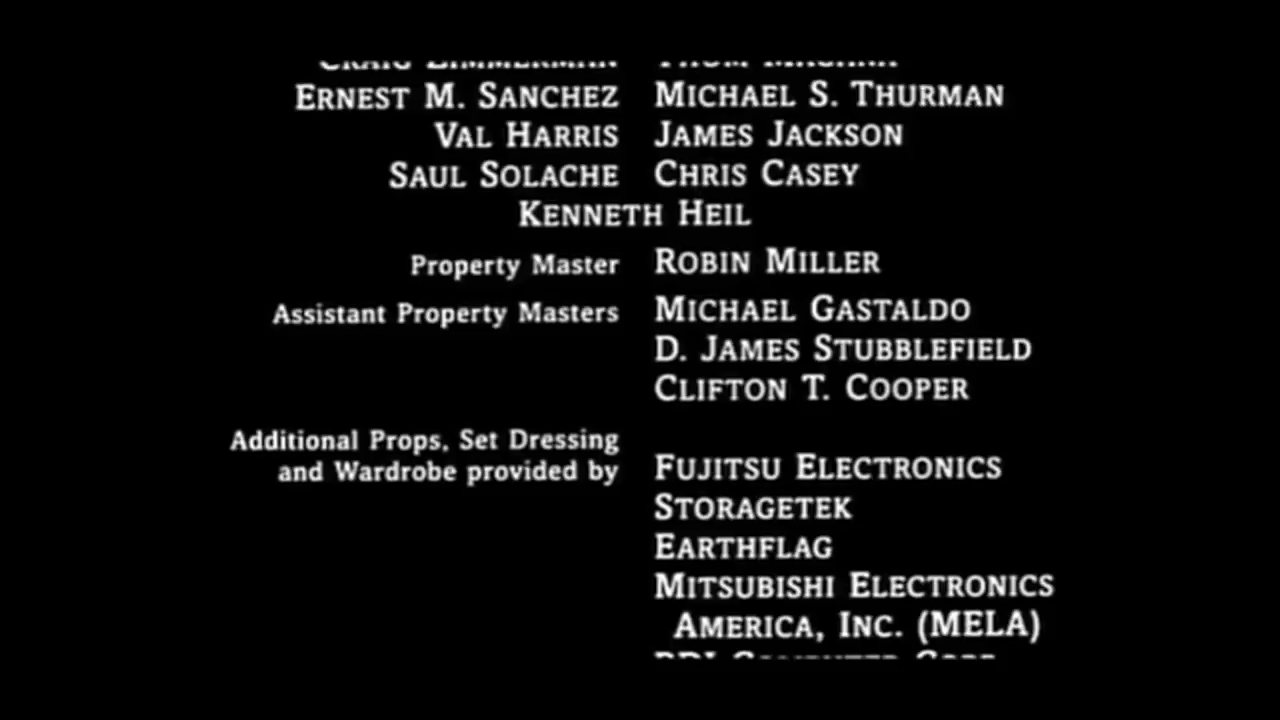 ERNEST M. SANCHEZ MICHAEL S. THURMAN
VAL HARRIS JAMES JACKSON
SAUL SOLACHE CHRIS CASEY
KENNETH HEIL
Property Master ROBIN MILLER
Assistant Property Masters MICHAEL GASTALDO
D. JAMES STUBBLEFIELD
CLIFTON T. COOPER
Additional Props, Set Dressing
and Wardrobe provided by FUJITSU ELECTRONICS
STORAGETEK
EARTHFLAG
MITSUBISHI ELECTRONICS
AMERICA, INC. (MELA)